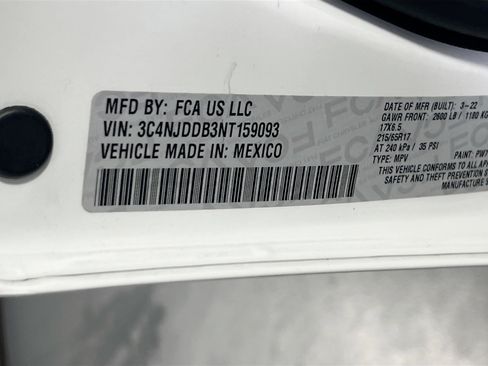 MFD BY: FCA US LLC
VIN: 3C4NJDDB3NT159093
VEHICLE MADE IN: MEXICO
DATE OF MFR (BUILT): 3-22
GAWR FRONT: 2600 LB / 1180 KG
17X6.5
215/65R17
AT 240 kPa / 35 PSI
TYPE: MPV PAINT: PW7
THIS VEHICLE CONFORMS TO ALL APP
SAFETY AND THEFT PREVENTION S
MANUFACTURE S